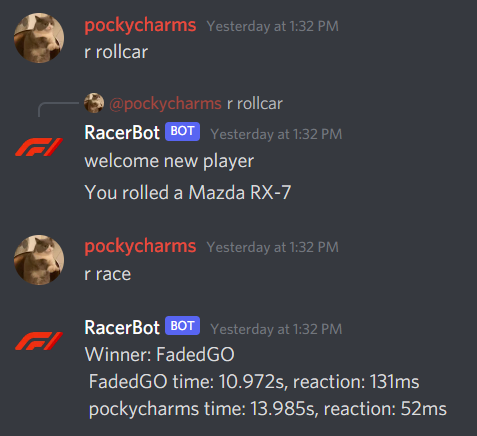 pockycharms Yesterday at 1:32 PM
r rollcar
@pockycharms r rollcar
RacerBot BOT Yesterday at 1:32 PM
welcome new player
You rolled a Mazda RX-7
pockycharms Yesterday at 1:32 PM
r race
RacerBot BOT Yesterday at 1:32 PM
Winner: FadedGO
FadedGO time: 10.972s, reaction: 131ms
pockycharms time: 13.985s, reaction: 52ms